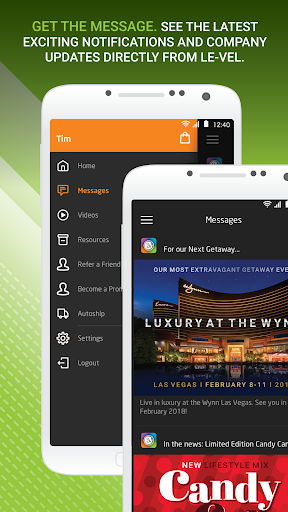 GET THE MESSAGE. SEE THE LATEST
EXCITING NOTIFICATIONS AND COMPANY
UPDATES DIRECTLY FROM LE-VEL.
12:40
Tim
Home
Messages
Videos
Resources
Refer a Friend
Become a Prom
Autoship
Settings
Logout
Messages
For our Next Getaway...
OUR MOST EXTRAVAGANT GETAWAY EVE
Wynn
LUXURY AT THE WYN
LAS VEGAS | FEBRUARY 8-11 | 201
Live in luxury at the Wynn Las Vegas. See you in
February 2018!
In the news: Limited Edition Candy Can
NEW LIFESTYLE MIX
Candy